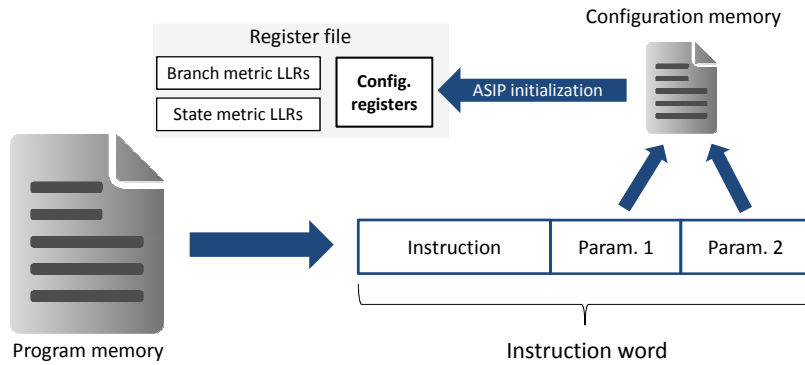 Configuration memory
Register file
Branch metric LLRs
State metric LLRs
Config.
registers
ASIP initialization
Instruction
Param. 1
Param. 2
Program memory
Instruction word